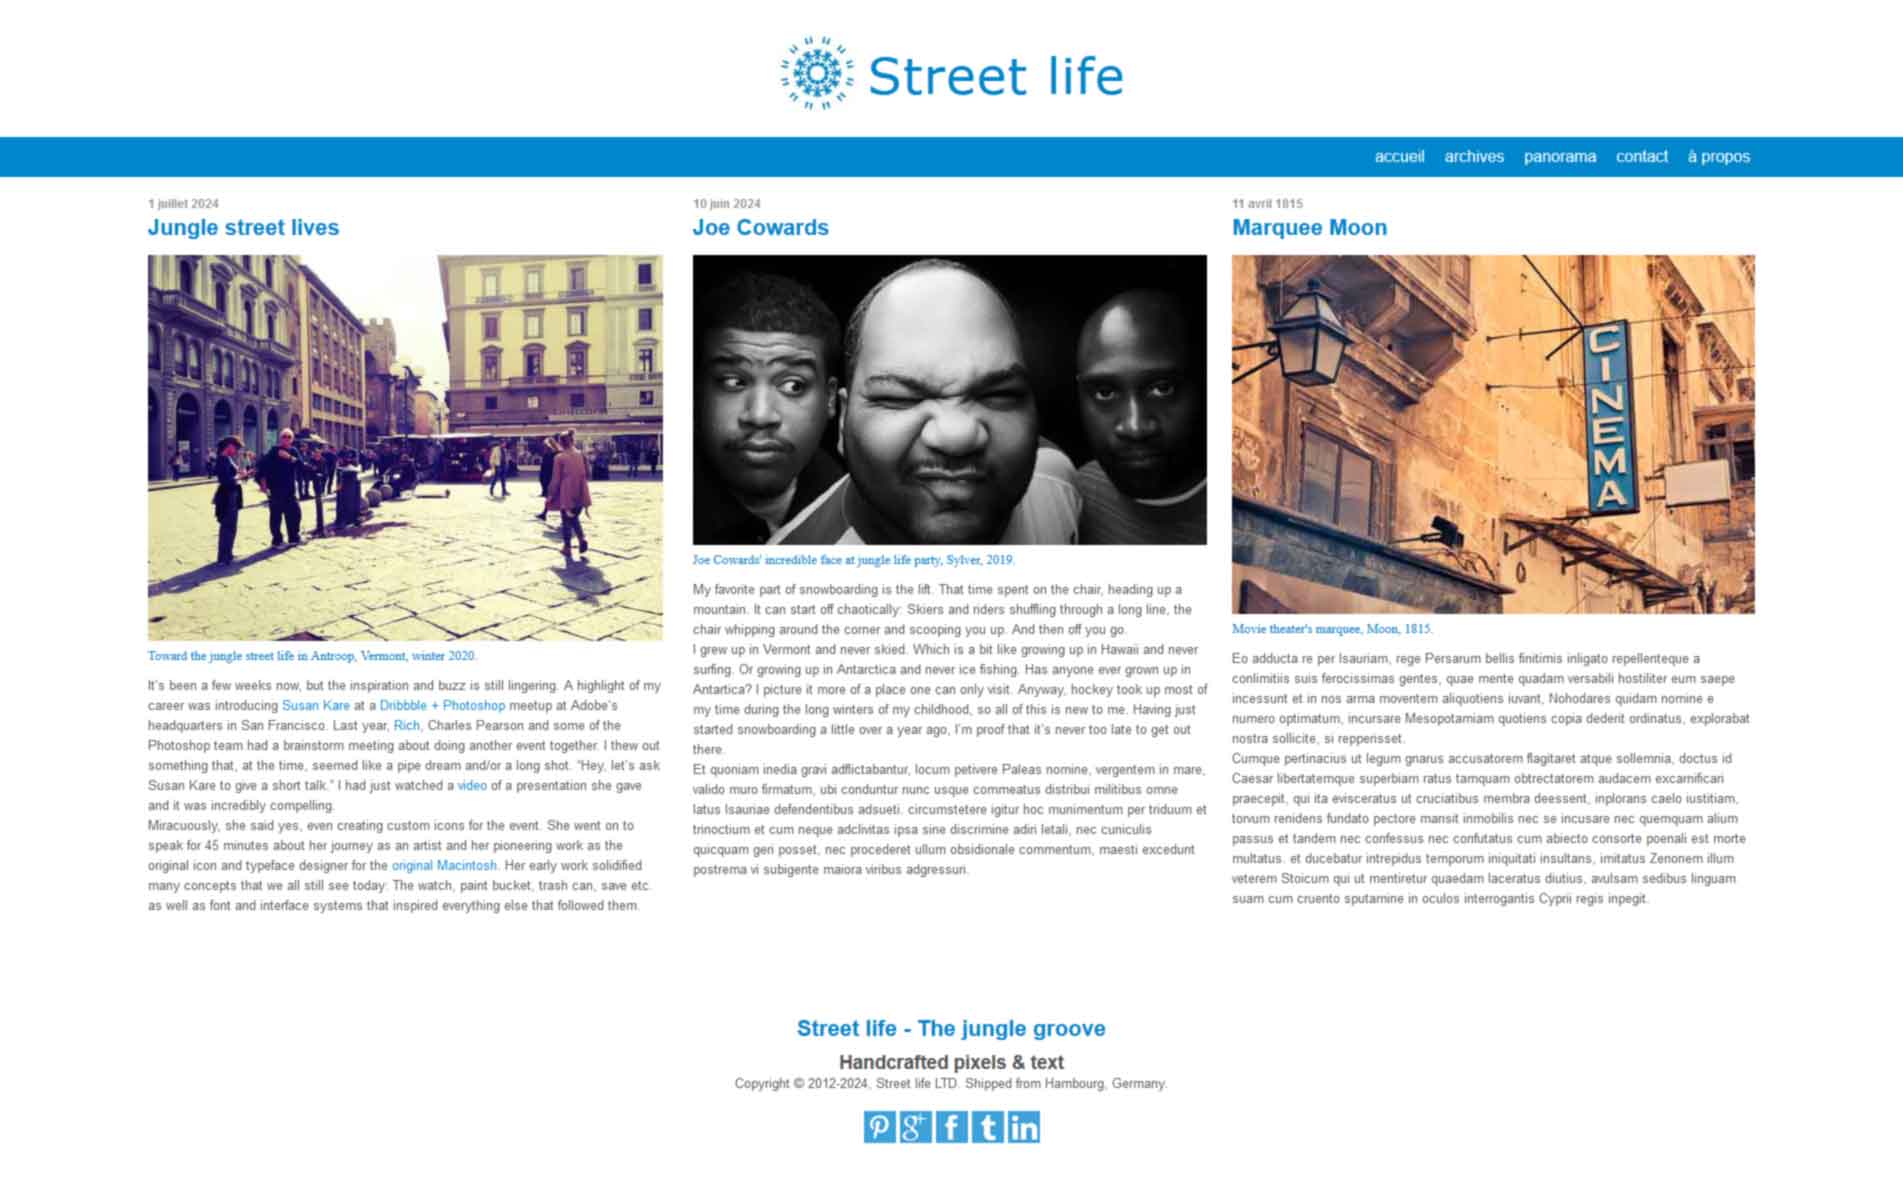 Street life
accueil archives panorama contact à propos
1 juillet 2024
Jungle street lives
Toward the jungle street life in Antroop, Vermont, winter 2020.
It's been a few weeks now, but the inspiration and buzz is still lingering. A highlight of my
career was introducing Susan Kare at a Dribbble + Photoshop meetup at Adobe's
headquarters in San Francisco. Last year, Rich, Charles Pearson and some of the
Photoshop team had a brainstorm meeting about doing another event together. I thew out
something that, at the time, seemed like a pipe dream and/or a long shot. "Hey, let's ask
Susan Kare to give a short talk." I had just watched a video of a presentation she gave
and it was incredibly compelling.
Miracuously, she said yes, even creating custom icons for the event. She went on to
speak for 45 minutes about her journey as an artist and her pioneering work as the
original icon and typeface designer for the original Macintosh. Her early work solidified
many concepts that we all still see today: The watch, paint bucket, trash can, save etc.
as well as font and interface systems that inspired everything else that followed them.
10 juin 2024
Joe Cowards
Joe Cowards' incredible face at jungle life party, Sylver, 2019.
My favorite part of snowboarding is the lift. That time spent on the chair, heading up a
mountain. It can start off chaotically: Skiers and riders shuffling through a long line, the
chair whipping around the corner and scooping you up. And then off you go.
I grew up in Vermont and never skied. Which is a bit like growing up in Hawaii and never
surfing. Or growing up in Antarctica and never ice fishing. Has anyone ever grown up in
Antartica? I picture it more of a place one can only visit. Anyway, hockey took up most of
my time during the long winters of my childhood, so all of this is new to me. Having just
started snowboarding a little over a year ago, I'm proof that it's never too late to get out
there.
Et quoniam inedia gravi adflictabantur, locum petivere Paleas nomine, vergentem in mare,
valido muro firmatum, ubi conduntur nunc usque commeatus distribui militibus omne
latus Isauriae defendentibus adsueti. circumstetere igitur hoc munimentum per triduum et
trinoctium et cum neque adclivitas ipsa sine discrimine adiri letali, nec cuniculis
quicquam geri posset, nec procederet ullum obsidionale commentum, maesti excedunt
postrema vi subigente maiora viribus adgressuri.
11 avril 1815
Marquee Moon
CINEMA
Movie theater's marquee, Moon, 1815.
Eo adducta re per Isauriam, rege Persarum bellis finitimis inligato repellenteque a
conlimitiis suis ferocissimas gentes, quae mente quadam versabili hostiliter eum saepe
incessunt et in nos arma moventem aliquotiens iuvant, Nohodares quidam nomine e
numero optimatum, incursare Mesopotamiam quotiens copia dederit ordinatus, explorabat
nostra sollicite, si repperisset.
Cumque pertinacius ut legum gnarus accusatorem flagitaret atque sollemnia, doctus id
Caesar libertatemque superbiam ratus tamquam obtrectatorem audacem excarnificari
praecepit, qui ita evisceratus ut cruciatibus membra deessent, inplorans caelo iustitiam,
torvum renidens fundato pectore mansit inmobilis nec se incusare nec quemquam alium
passus et tandem nec confessus nec confutatus cum abiecto consorte poenali est morte
multatus. et ducebatur intrepidus temporum iniquitati insultans, imitatus Zenonem illum
veterem Stoicum qui ut mentiretur quaedam laceratus diutius, avulsam sedibus linguam
suam cum cruento sputamine in oculos interrogantis Cyprii regis inpegit.
Street life - The jungle groove
Handcrafted pixels & text
Copyright © 2012-2024, Street life LTD. Shipped from Hambourg, Germany.